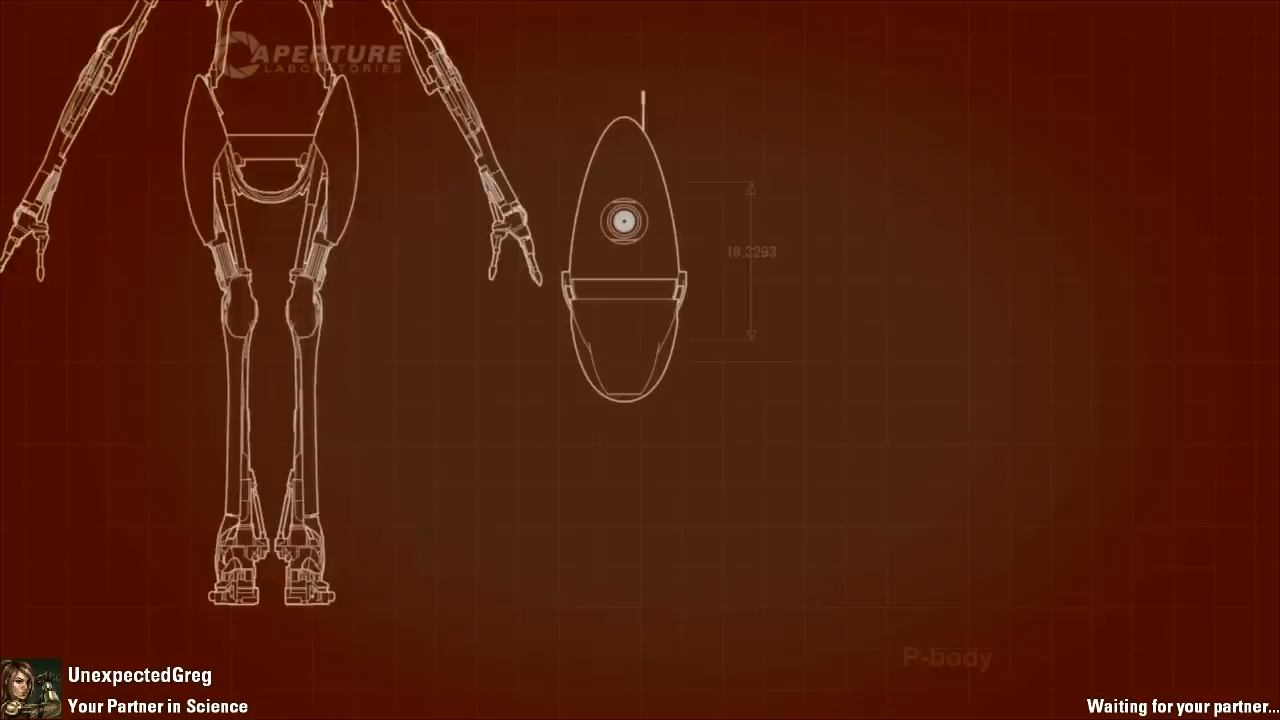 APERTURE
LABORATORIES
18.3293
P-body
UnexpectedGreg
Your Partner in Science
Waiting for your partner...